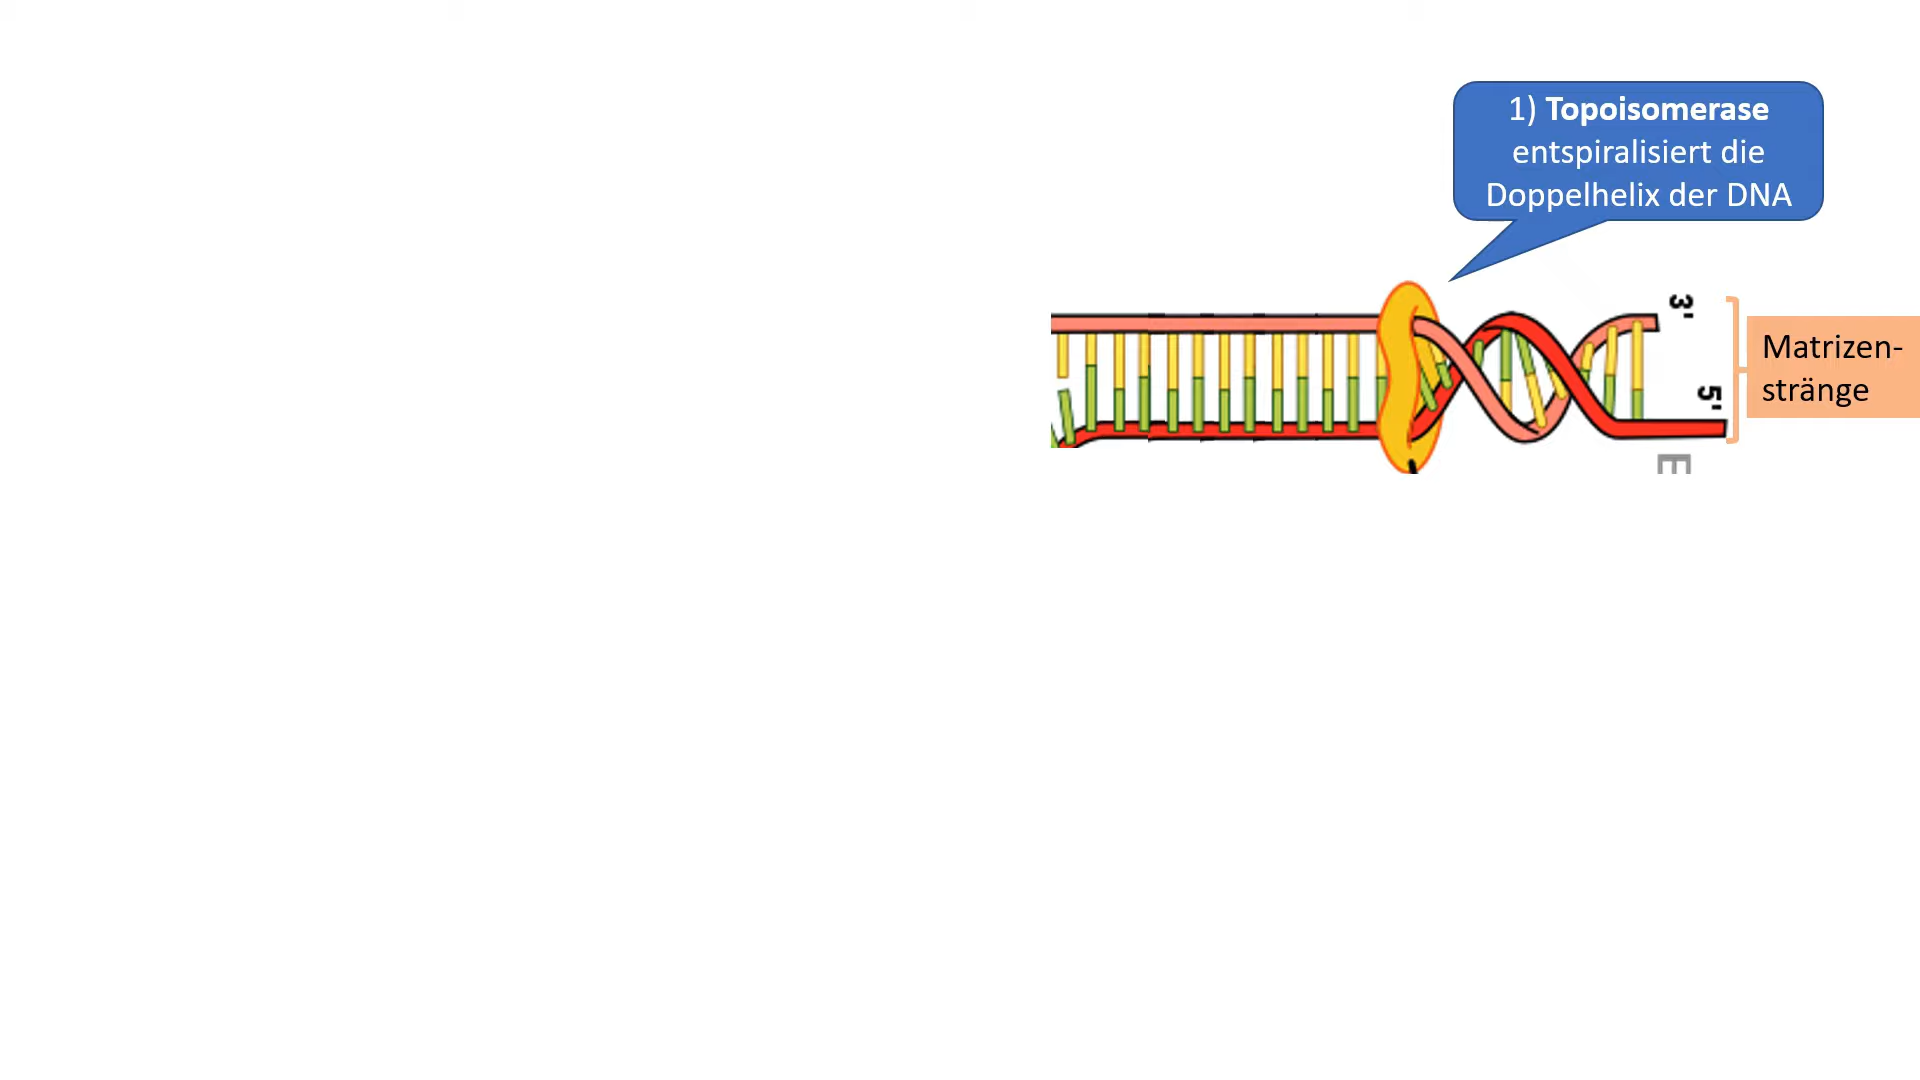 1) Topoisomerase
entspiralisiert die
Doppelhelix der DNA
3'
Matrizen-
stränge
5'
E